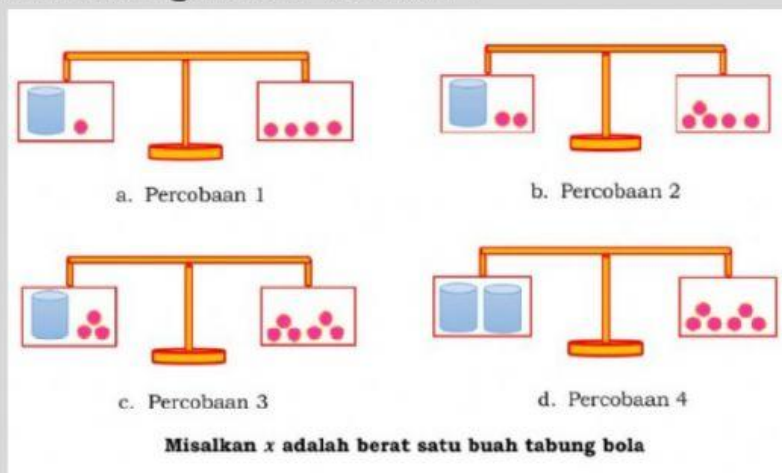 a. Percobaan 1
b. Percobaan 2
c. Percobaan 3
d. Percobaan 4
Misalkan x adalah berat satu buah tabung bola